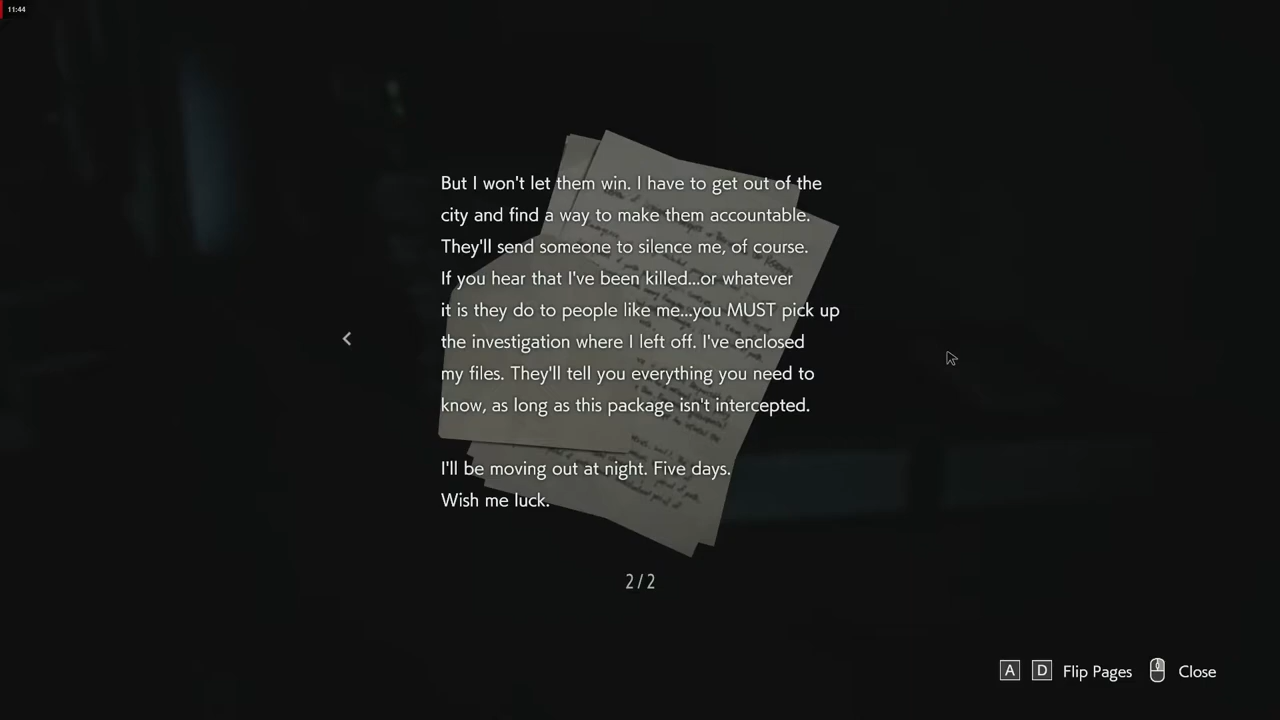 11:44
But I won't let them win. I have to get out of the
city and find a way to make them accountable.
They'll send someone to silence me, of course.
If you hear that I've been killed...or whatever
it is they do to people like me...you MUST pick up
the investigation where I left off. I've enclosed
my files. They'll tell you everything you need to
know, as long as this package isn't intercepted.
I'll be moving out at night. Five days.
Wish me luck.
2 / 2
A D Flip Pages Close